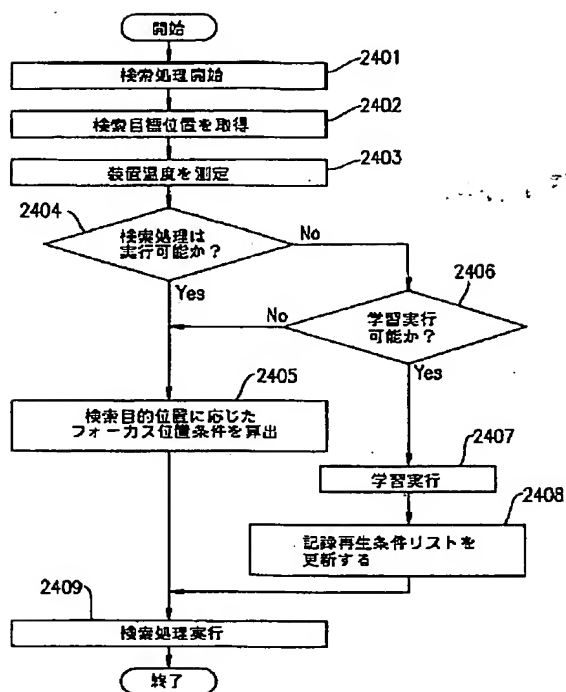 開始
2401
検索処理開始
2402
検索目標位置を取得
2403
装置温度を測定
2404
検索処理は
実行可能か?
No
Yes
2406
学習実行
可能か?
No
Yes
2405
検索目的位置に応じた
フォーカス位置条件を算出
2407
学習実行
2408
記録再生条件リストを
更新する
2409
検索処理実行
終了